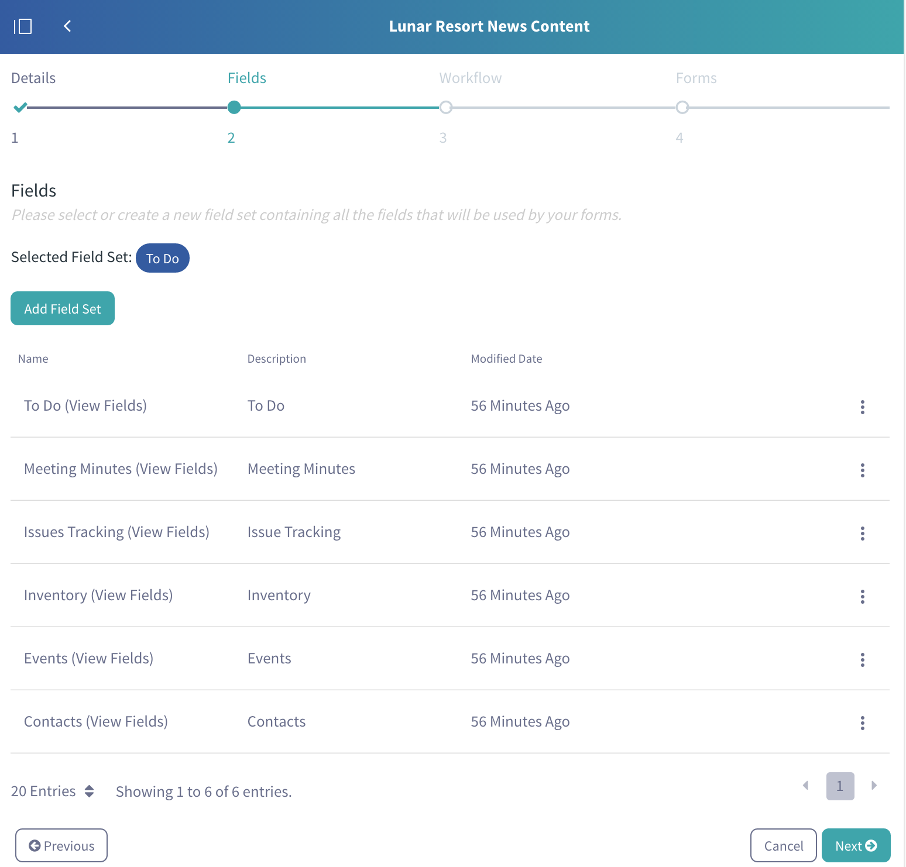 Lunar Resort News Content
Details Fields Workflow Forms
1 2 3 4
Fields
Please select or create a new field set containing all the fields that will be used by your forms.
Selected Field Set: To Do
Add Field Set
Name Description Modified Date
To Do (View Fields) To Do 56 Minutes Ago
Meeting Minutes (View Fields) Meeting Minutes 56 Minutes Ago
Issues Tracking (View Fields) Issue Tracking 56 Minutes Ago
Inventory (View Fields) Inventory 56 Minutes Ago
Events (View Fields) Events 56 Minutes Ago
Contacts (View Fields) Contacts 56 Minutes Ago
20 Entries Showing 1 to 6 of 6 entries. 1
Previous Cancel Next